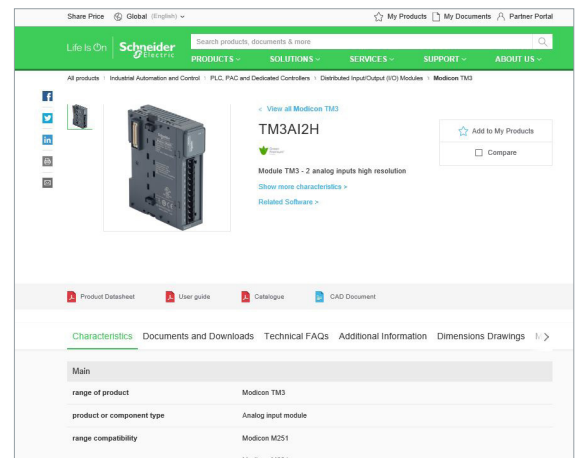 Share Price Global (English) My Products My Documents Partner Portal
Life Is On Schneider Electric
Search products, documents & more
PRODUCTS SOLUTIONS SERVICES SUPPORT ABOUT US
All products Industrial Automation and Control PLC, PAC and Dedicated Controllers Distributed Input/Output (I/O) Modules Modicon TM3
< View all Modicon TM3
TM3AI2H
Add to My Products
Compare
Module TM3 - 2 analog inputs high resolution
Show more characteristics >
Related Software >
Product Datasheet User guide Catalogue CAD Document
Characteristics Documents and Downloads Technical FAQs Additional Information Dimensions Drawings
Main
range of product Modicon TM3
product or component type Analog input module
range compatibility Modicon M251